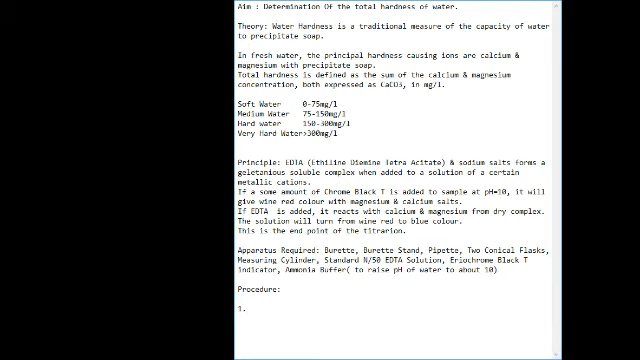 Aim : Determination Of the total hardness of water.
Theory: Water Hardness is a traditional measure of the capacity of water
to precipitate soap.
In fresh water, the principal hardness causing ions are calcium &
magnesium with precipitate soap.
Total hardness is defined as the sum of the calcium & magnesium
concentration, both expressed as CaCO3, in mg/l.
Soft Water 0-75mg/l
Medium Water 75-150mg/l
Hard water 150-300mg/l
Very Hard Water>300mg/l
Principle: EDTA (Ethiline Diemine Tetra Acitate) & sodium salts forms a
geletanious soluble complex when added to a solution of a certain
metallic cations.
If a some amount of Chrome Black T is added to sample at pH=10, it will
give wine red colour with magnesium & calcium salts.
If EDTA is added, it reacts with calcium & magnesium from dry complex.
The solution will turn from wine red to blue colour.
This is the end point of the titrarion.
Apparatus Required: Burette, Burette Stand, Pipette, Two Conical Flasks,
Measuring Cylinder, Standard N/50 EDTA Solution, Eriochrome Black T
indicator, Ammonia Buffer( to raise pH of water to about 10)
Procedure:
1.